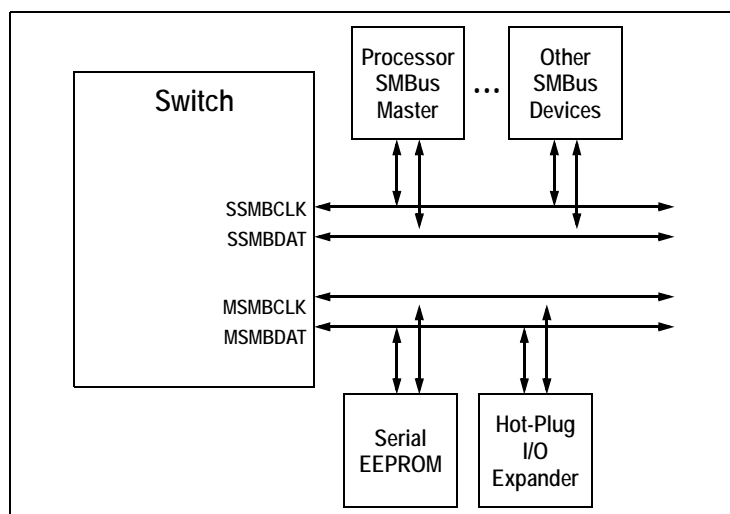 Processor
SMBus
Master
...
Other
SMBus
Devices
Switch
SSMBCLK
SSMBDAT
MSMBCLK
MSMBDAT
Serial
EEPROM
Hot-Plug
I/O
Expander